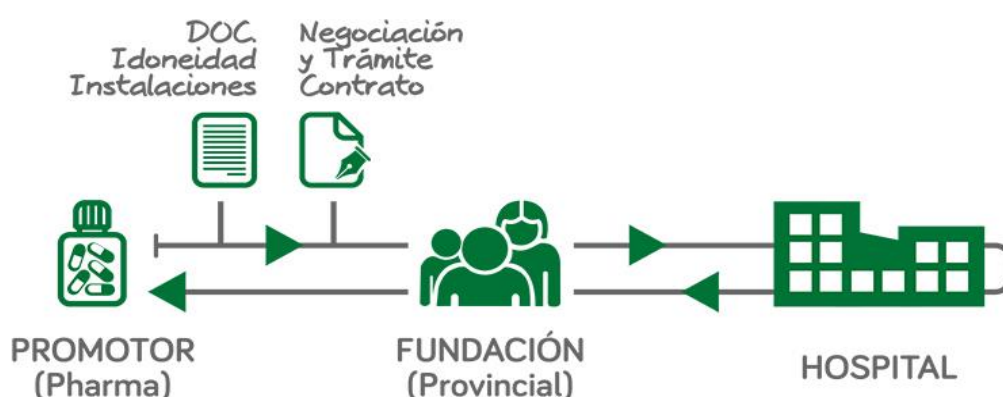 DOC.
Idoneidad
Instalaciones
Negociación
y Trámite
Contrato
PROMOTOR
(Pharma)
FUNDACIÓN
(Provincial)
HOSPITAL